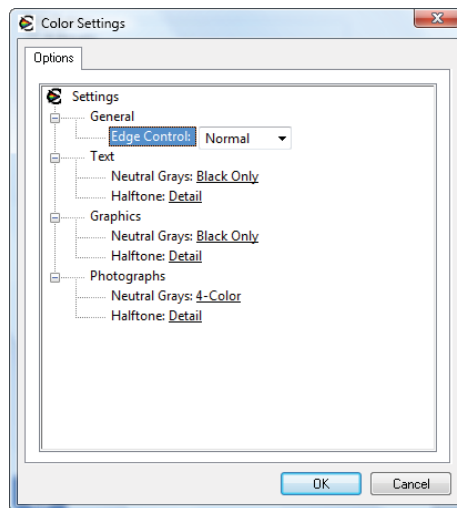 Color Settings
Options
Settings
General
Edge Control: Normal
Text
Neutral Grays: Black Only
Halftone: Detail
Graphics
Neutral Grays: Black Only
Halftone: Detail
Photographs
Neutral Grays: 4-Color
Halftone: Detail
OK Cancel